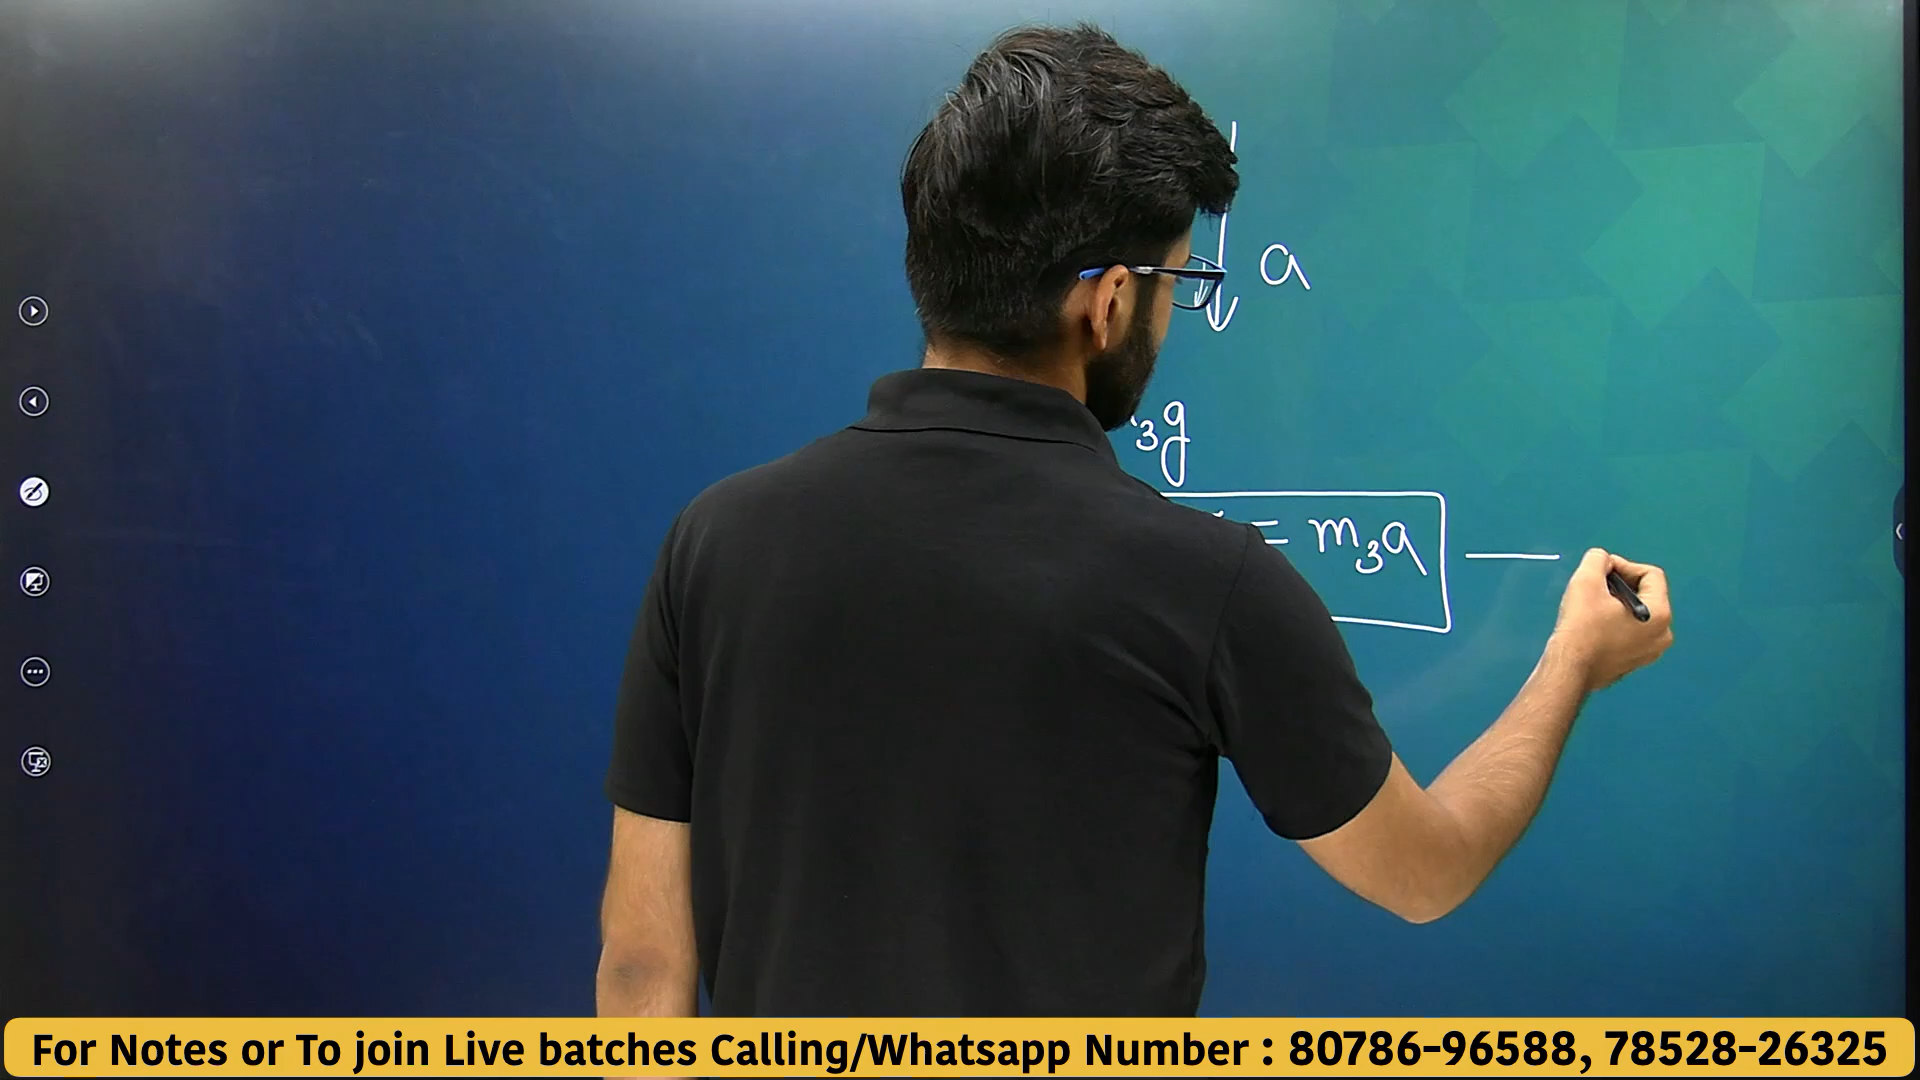 a
₃g
= m₃a
For Notes or To join Live batches Calling/Whatsapp Number : 80786-96588, 78528-26325